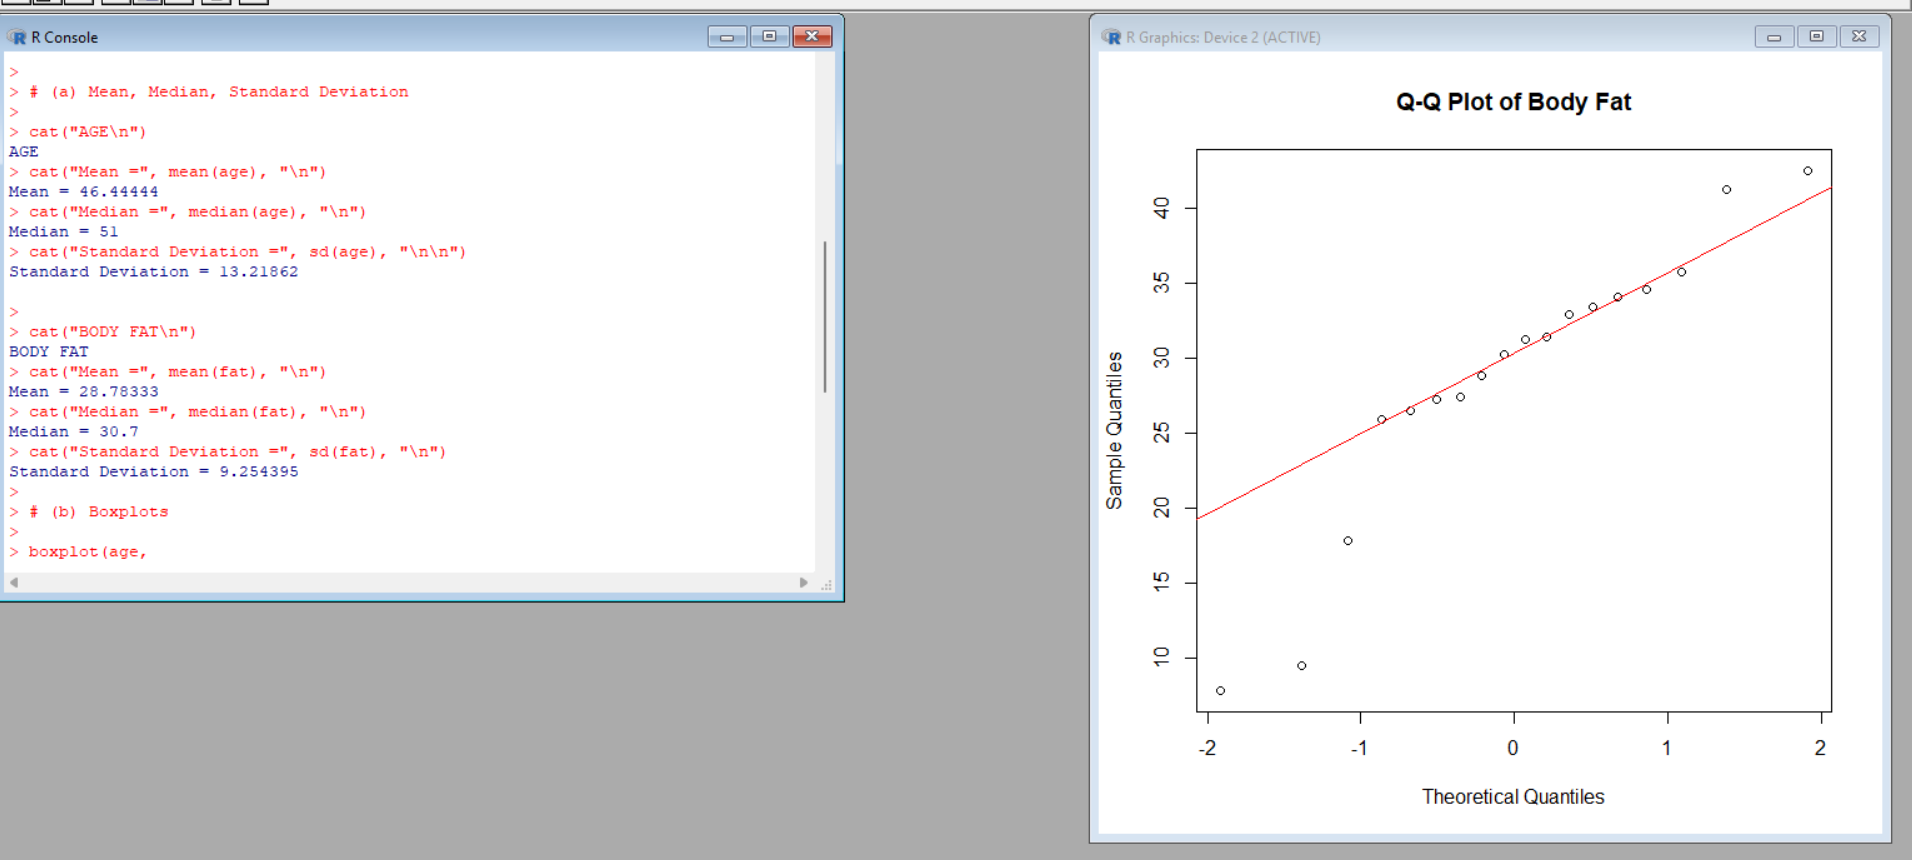 R Console
>
> # (a) Mean, Median, Standard Deviation
>
> cat("AGE\n")
AGE
> cat("Mean =", mean(age), "\n")
Mean = 46.44444
> cat("Median =", median(age), "\n")
Median = 51
> cat("Standard Deviation =", sd(age), "\n\n")
Standard Deviation = 13.21862
>
> cat("BODY FAT\n")
BODY FAT
> cat("Mean =", mean(fat), "\n")
Mean = 28.78333
> cat("Median =", median(fat), "\n")
Median = 30.7
> cat("Standard Deviation =", sd(fat), "\n")
Standard Deviation = 9.254395
>
> # (b) Boxplots
>
> boxplot(age,
R Graphics: Device 2 (ACTIVE)
Q-Q Plot of Body Fat
Sample Quantiles
40
35
30
25
20
15
10
-2 -1 0 1 2
Theoretical Quantiles